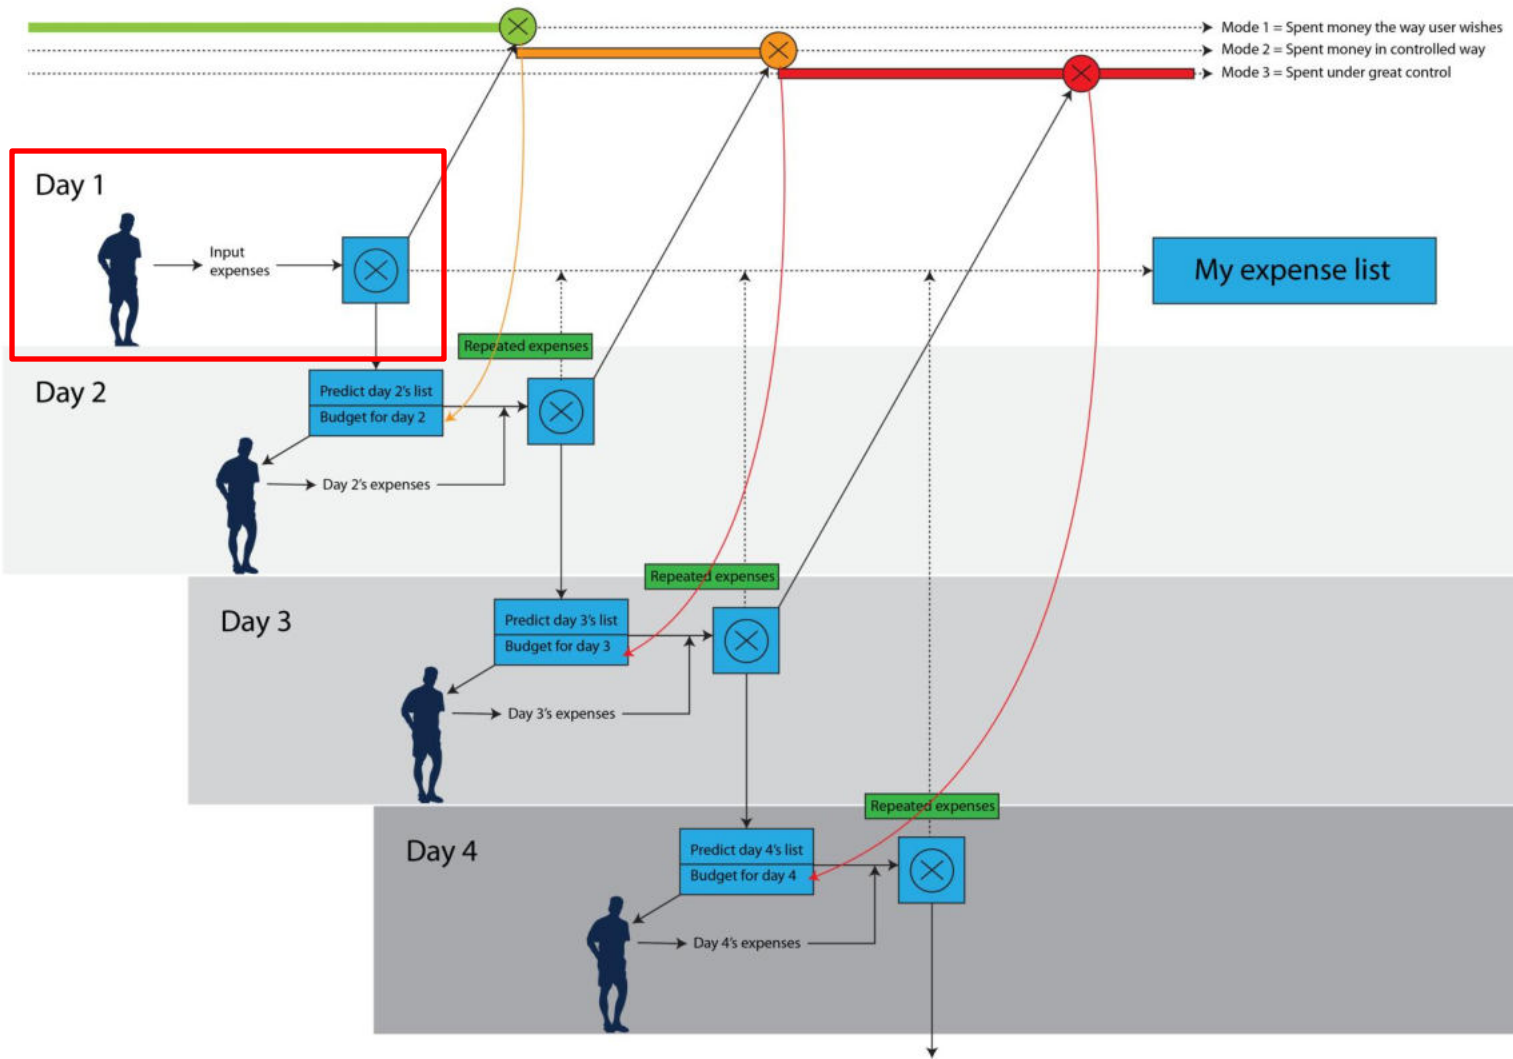 Mode 1 = Spent money the way user wishes
Mode 2 = Spent money in controlled way
Mode 3 = Spent under great control
Day 1
Input
expenses
My expense list
Repeated expenses
Day 2
Predict day 2's list
Budget for day 2
Day 2's expenses
Repeated expenses
Day 3
Predict day 3's list
Budget for day 3
Day 3's expenses
Repeated expenses
Day 4
Predict day 4's list
Budget for day 4
Day 4's expenses